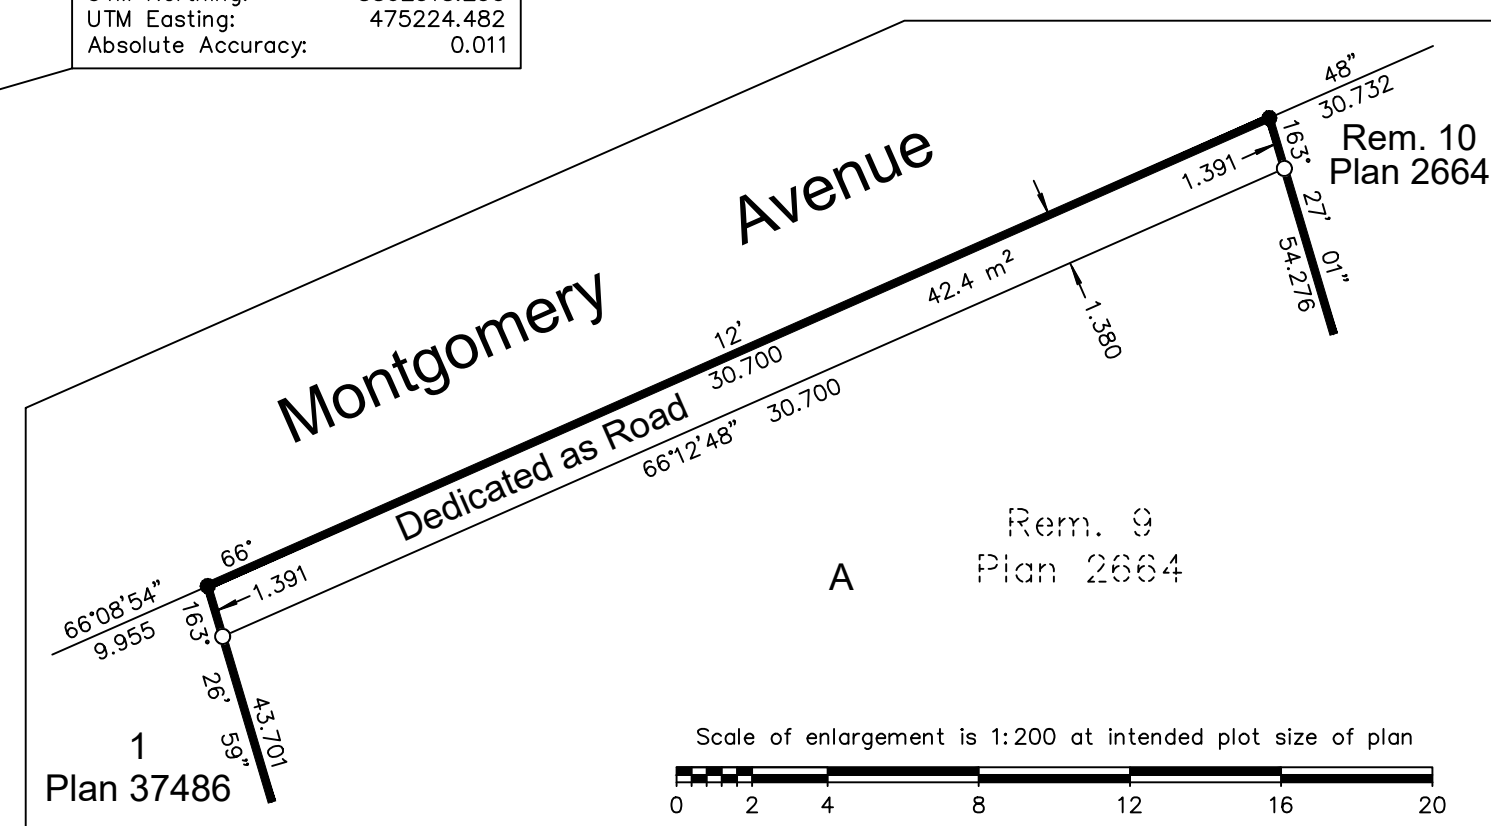 UTM Easting: 475224.482
Absolute Accuracy: 0.011
48"
30.732
163°
Rem. 10
Plan 2664
1.391
27'
01"
54.276
Montgomery Avenue
42.4 m²
1.380
12'
30.700
30.700
Dedicated as Road
66°12'48"
66°
1.391
66°08'54"
9.955
163°
26'
59"
43.701
Rem. 9
Plan 2664
A
1
Plan 37486
Scale of enlargement is 1:200 at intended plot size of plan
0 2 4 8 12 16 20